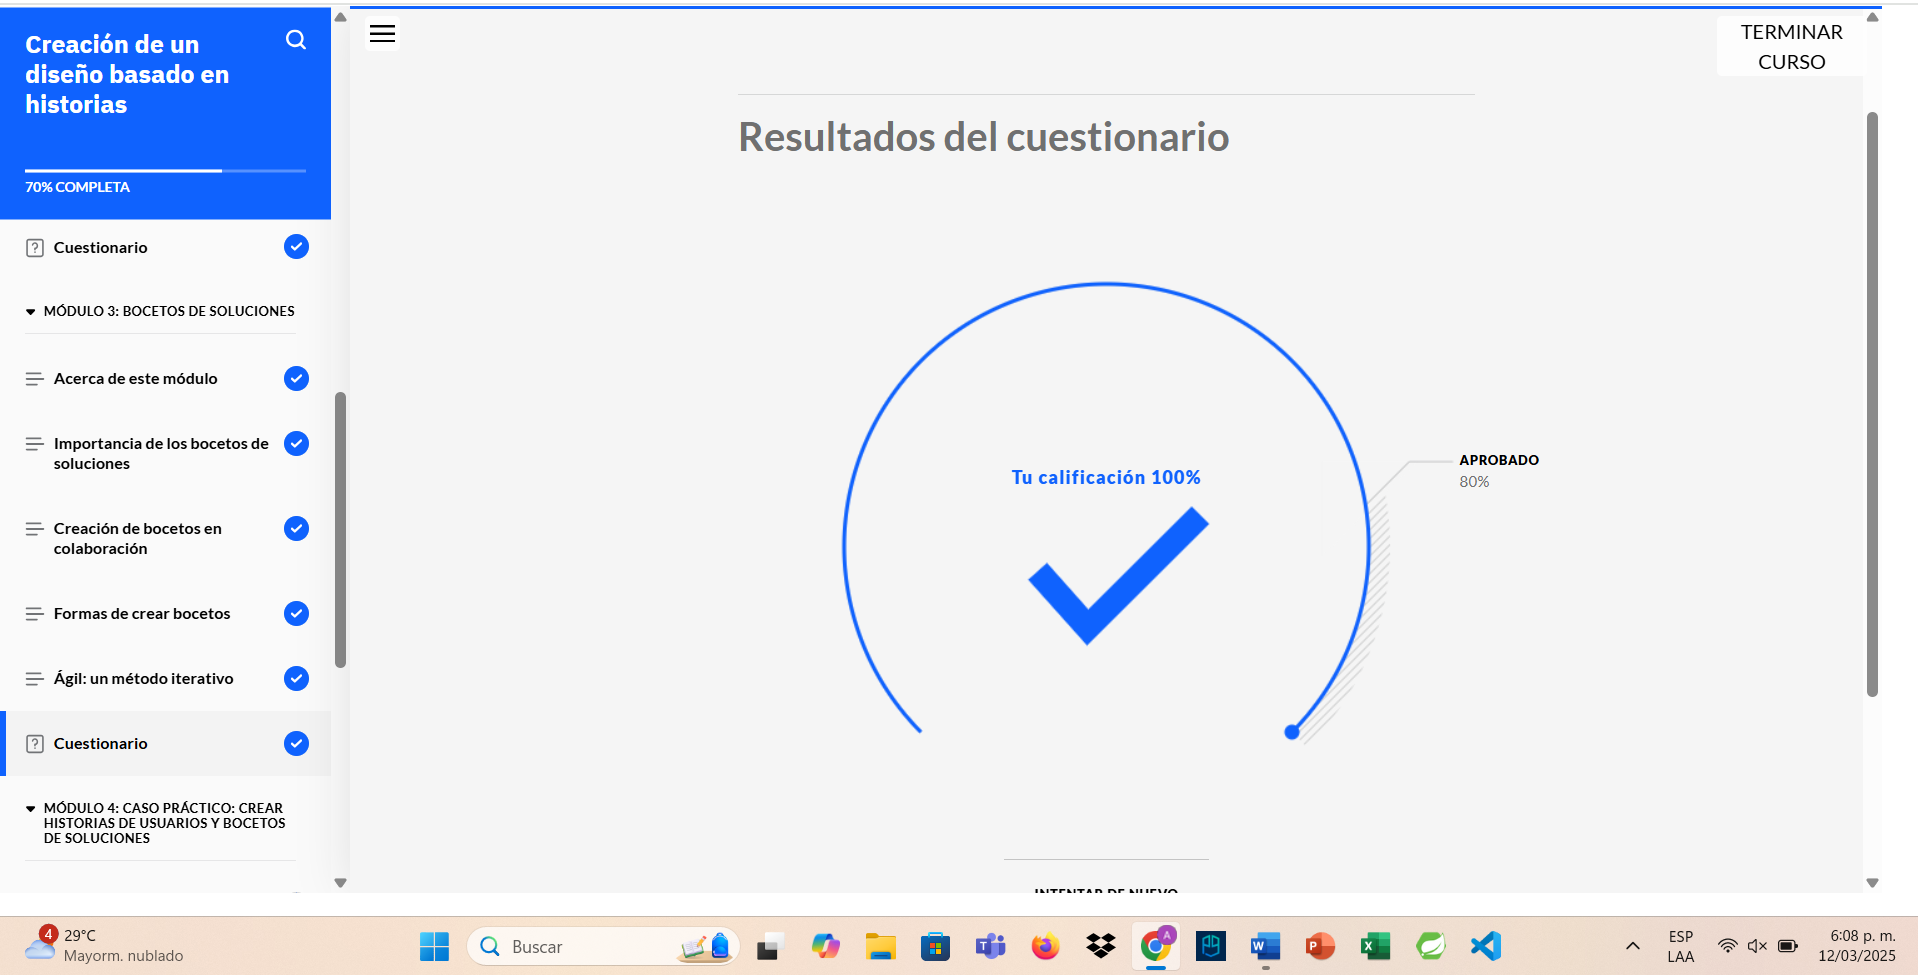 Creación de un
diseño basado en
historias
70% COMPLETA
Cuestionario
MÓDULO 3: BOCETOS DE SOLUCIONES
Acerca de este módulo
Importancia de los bocetos de
soluciones
Creación de bocetos en
colaboración
Formas de crear bocetos
Ágil: un método iterativo
Cuestionario
MÓDULO 4: CASO PRÁCTICO: CREAR
HISTORIAS DE USUARIOS Y BOCETOS
DE SOLUCIONES
TERMINAR
CURSO
Resultados del cuestionario
Tu calificación 100%
APROBADO
80%
INTENTAR DE NUEVO
4
29°C
Mayorm. nublado
Buscar
A
ESP
LAA
6:08 p. m.
12/03/2025